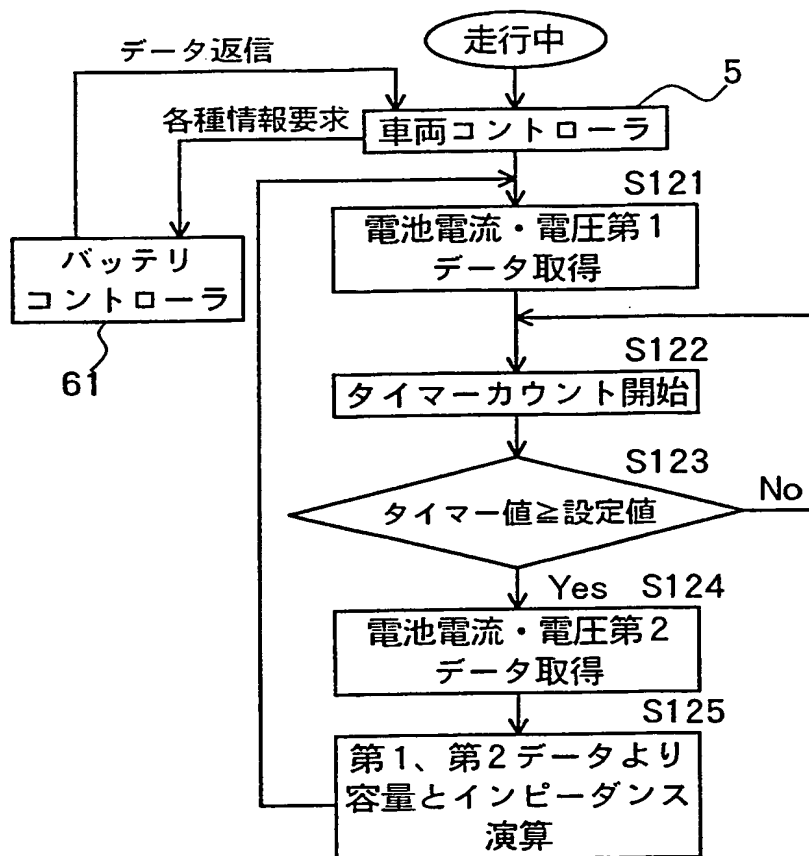 走行中
データ返信
5
各種情報要求
車両コントローラ
S121
電池電流・電圧第1
データ取得
バッテリ
コントローラ
61
S122
タイマーカウント開始
S123
タイマー値≧設定値
No
Yes
S124
電池電流・電圧第2
データ取得
S125
第1、第2データより
容量とインピーダンス
演算